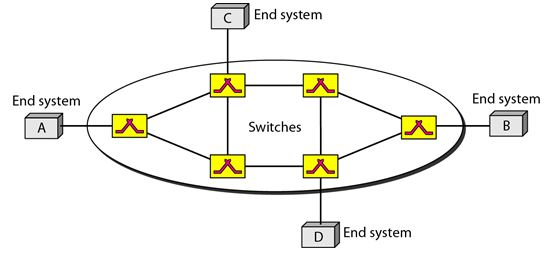 C
End system
End system
A
Switches
End system
B
D
End system